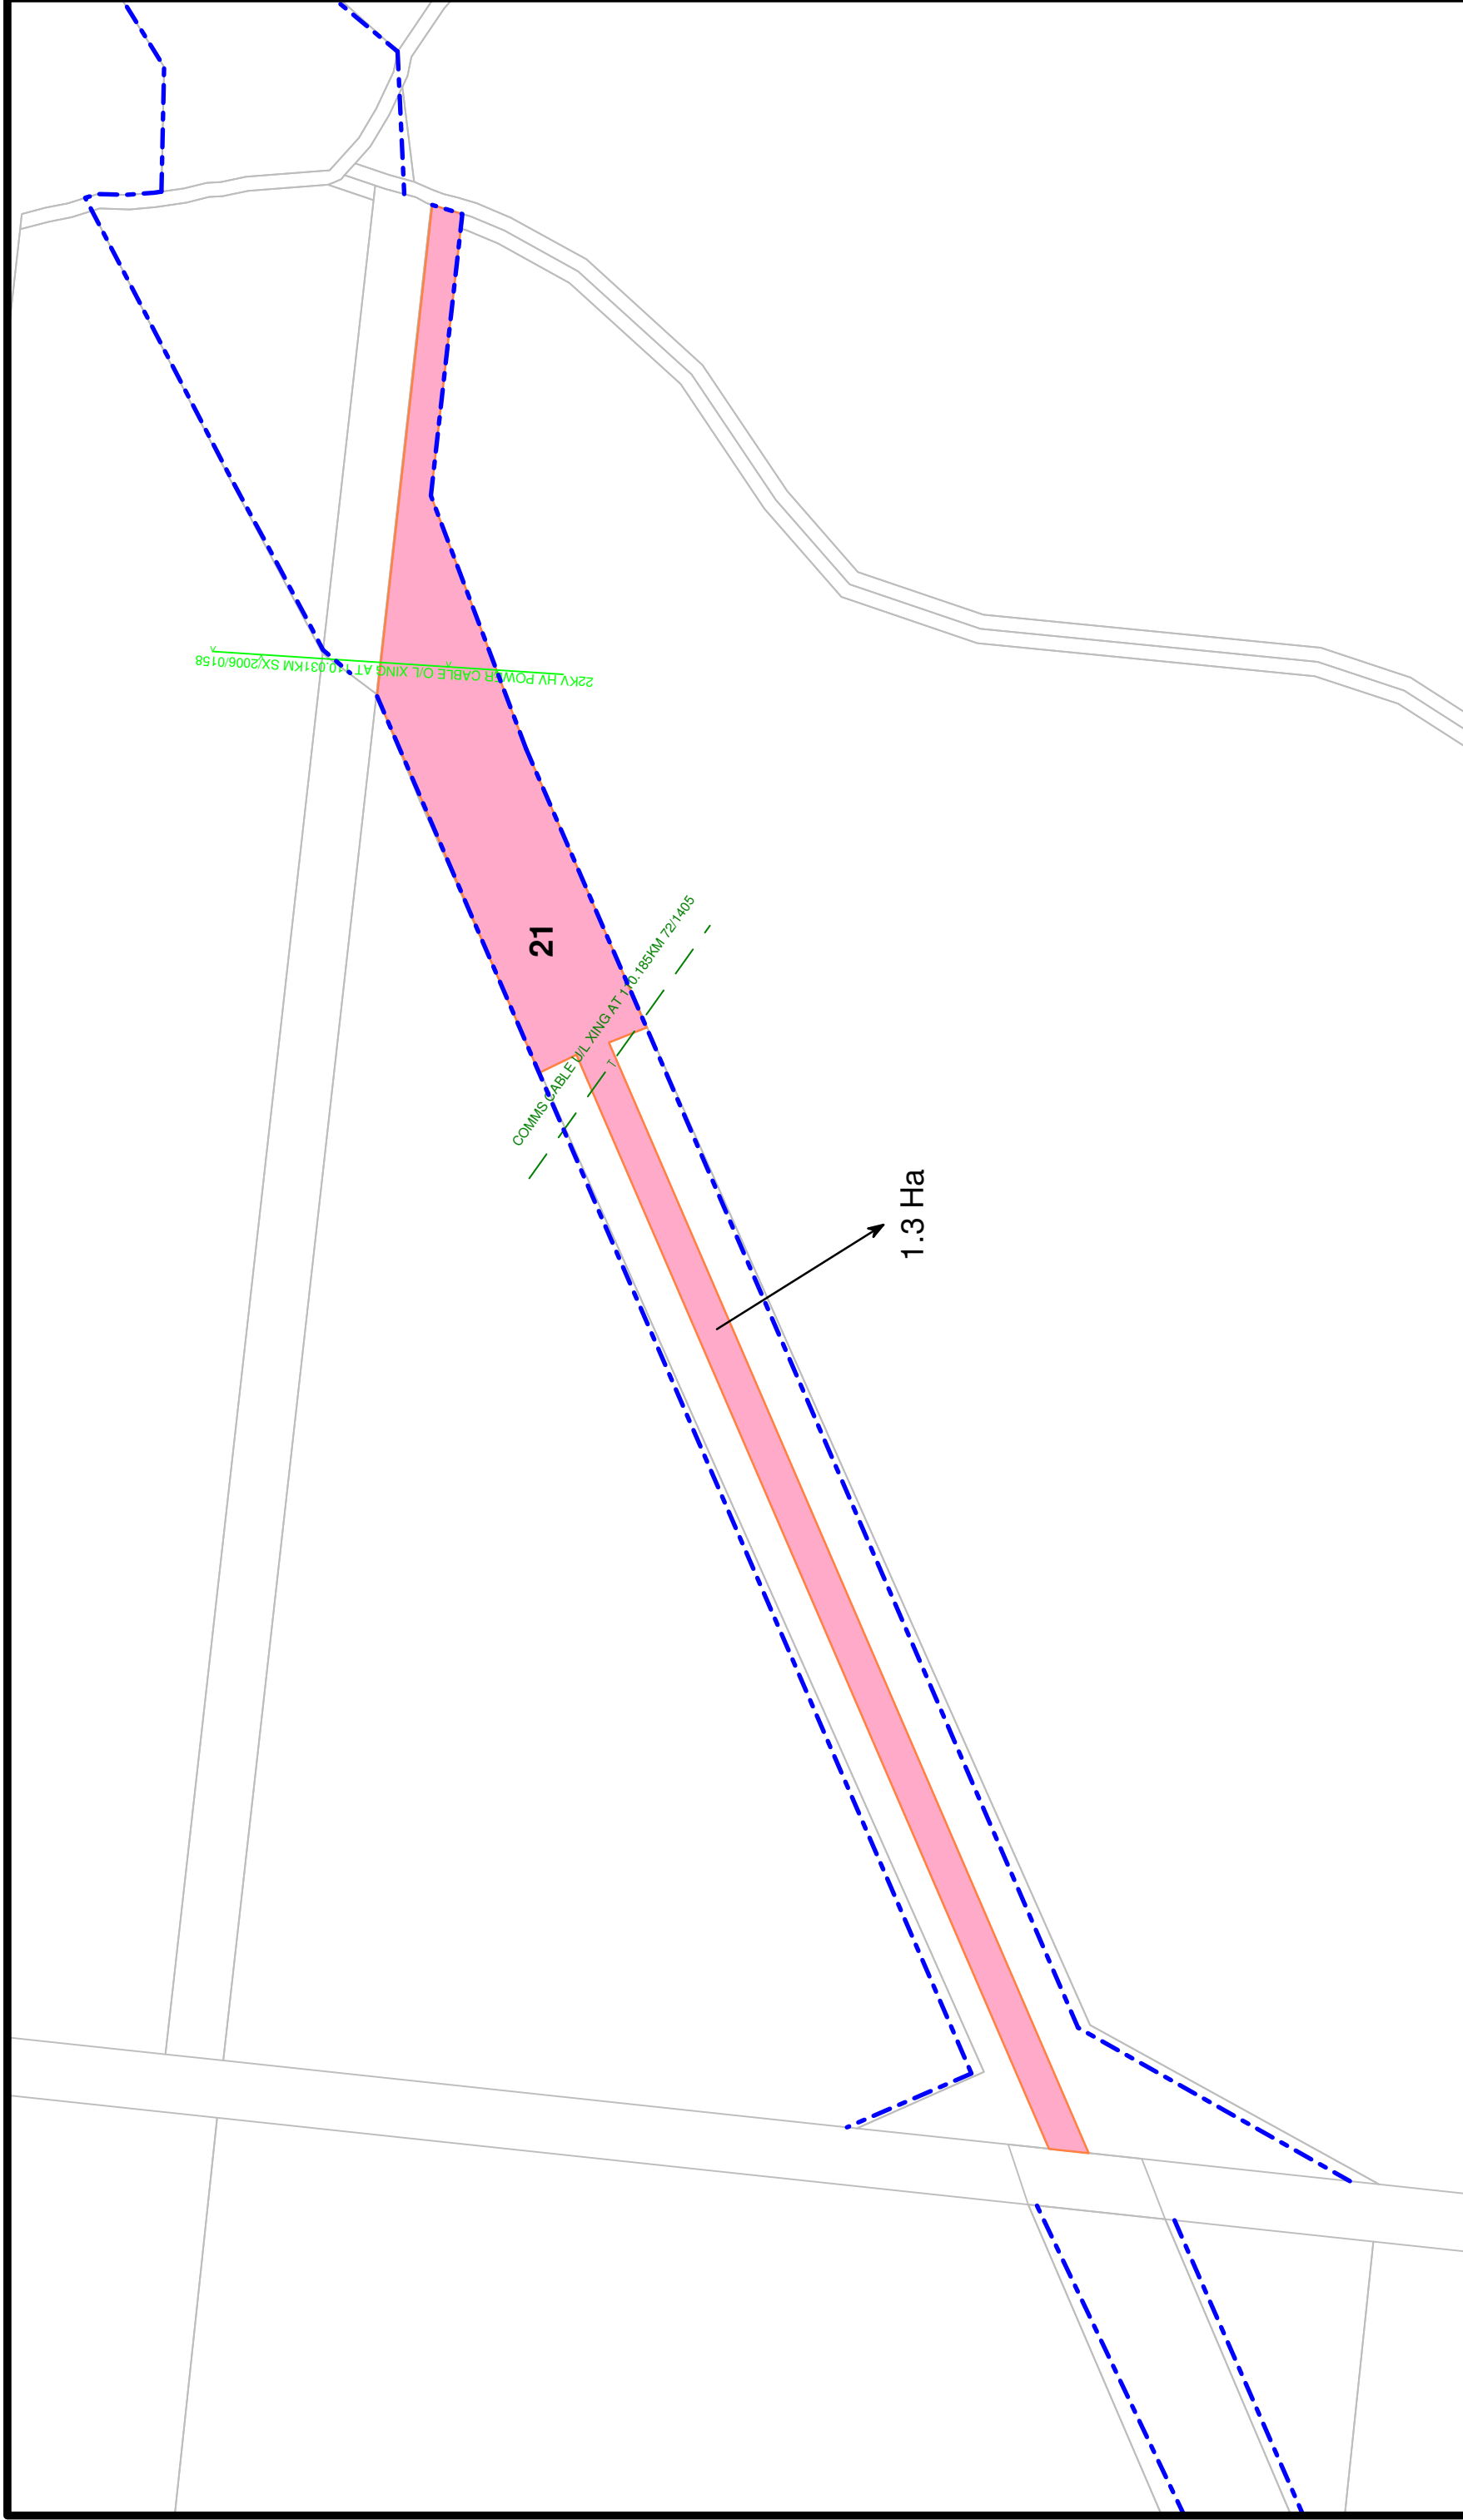 22KV HV POWER CABLE O/L XING AT 110.031KM SX/2006/0158
21
COMMS CABLE U/L XING AT 110.185KM 72/1405
T
1.3 Ha